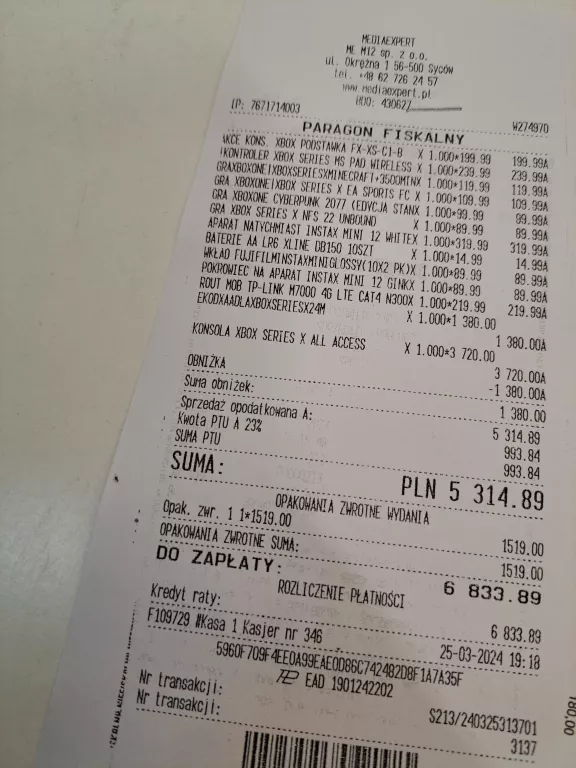 MEDIAEXPERT
ME M12 sp. z o.o.
ul. Okrężna 1 56-500 Syców
tel. +48 62 726 24 57
www.mediaexpert.pl
BDO: 430627
IP: 7671714003 W274970
PARAGON FISKALNY
AKCE KONS. XBOX PODSTAWKA FX-XS-C1-B X 1.000*199.99 199.99A
!KONTROLER XBOX SERIES MS PAD WIRELESS X 1.000*239.99 239.99A
GRAXBOXONE|XBOXSERIESXMINECRAFT+3500MINX 1.000*119.99 119.99A
GRA XBOXONE|XBOX SERIES X EA SPORTS FC X 1.000*109.99 109.99A
GRA XBOXONE CYBERPUNK 2077 (EDYCJA STANX 1.000*99.99 99.99A
GRA XBOX SERIES X NFS 22 UNBOUND X 1.000*89.99 89.99A
APARAT NATYCHMIAST INSTAX MINI 12 WHITEX 1.000*319.99 319.99A
BATERIE AA LR6 XLINE DB150 10SZT X 1.000*14.99 14.99A
WKŁAD FUJIFILMINSTAXMINIGLOSSY(10X2 PK)X 1.000*89.99 89.99A
POKROWIEC NA APARAT INSTAX MINI 12 GINKX 1.000*89.99 89.99A
ROUT MOB TP-LINK M7000 4G LTE CAT4 N300X 1.000*219.99 219.99A
EKODXAADLAXBOXSERIESX24M X 1.000*1 380.00
1 380.00A
KONSOLA XBOX SERIES X ALL ACCESS X 1.000*3 720.00
3 720.00A
OBNIŻKA -1 380.00A
Suma obniżek: 1 380.00
Sprzedaż opodatkowana A: 5 314.89
Kwota PTU A 23% 993.84
SUMA PTU 993.84
SUMA: PLN 5 314.89
OPAKOWANIA ZWROTNE WYDANIA
Opak. zwr. 1 1*1519.00 1519.00
OPAKOWANIA ZWROTNE SUMA: 1519.00
DO ZAPŁATY: 6 833.89
ROZLICZENIE PŁATNOŚCI
Kredyt raty: 6 833.89
F109729 #Kasa 1 Kasjer nr 346 25-03-2024 19:18
5960F709F4EE0A99EAE0D86C742482D8F1A7A35F
EAD 1901242202
Nr transakcji: S213/240325313701
Nr transakcji: 3137
180,00